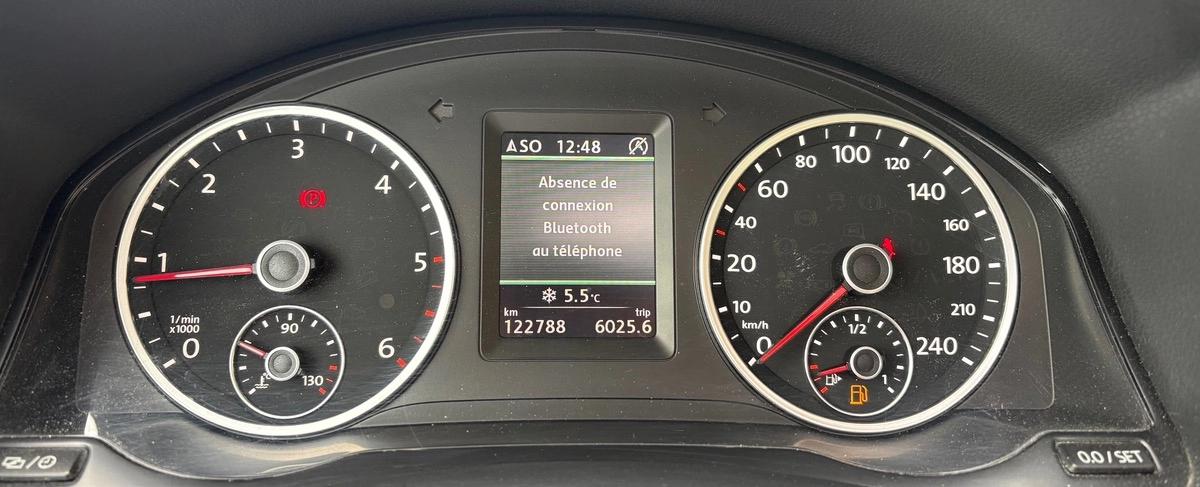 0 1 2 3 4 5 6
1/min
x1000
90
130
SO 12:48
Absence de
connexion
Bluetooth
au téléphone
5.5°C
km trip
122788 6025.6
0 10 20 40 60 80 100 120 140 160 180 210 240
km/h
1/2
1
0.0 / SET